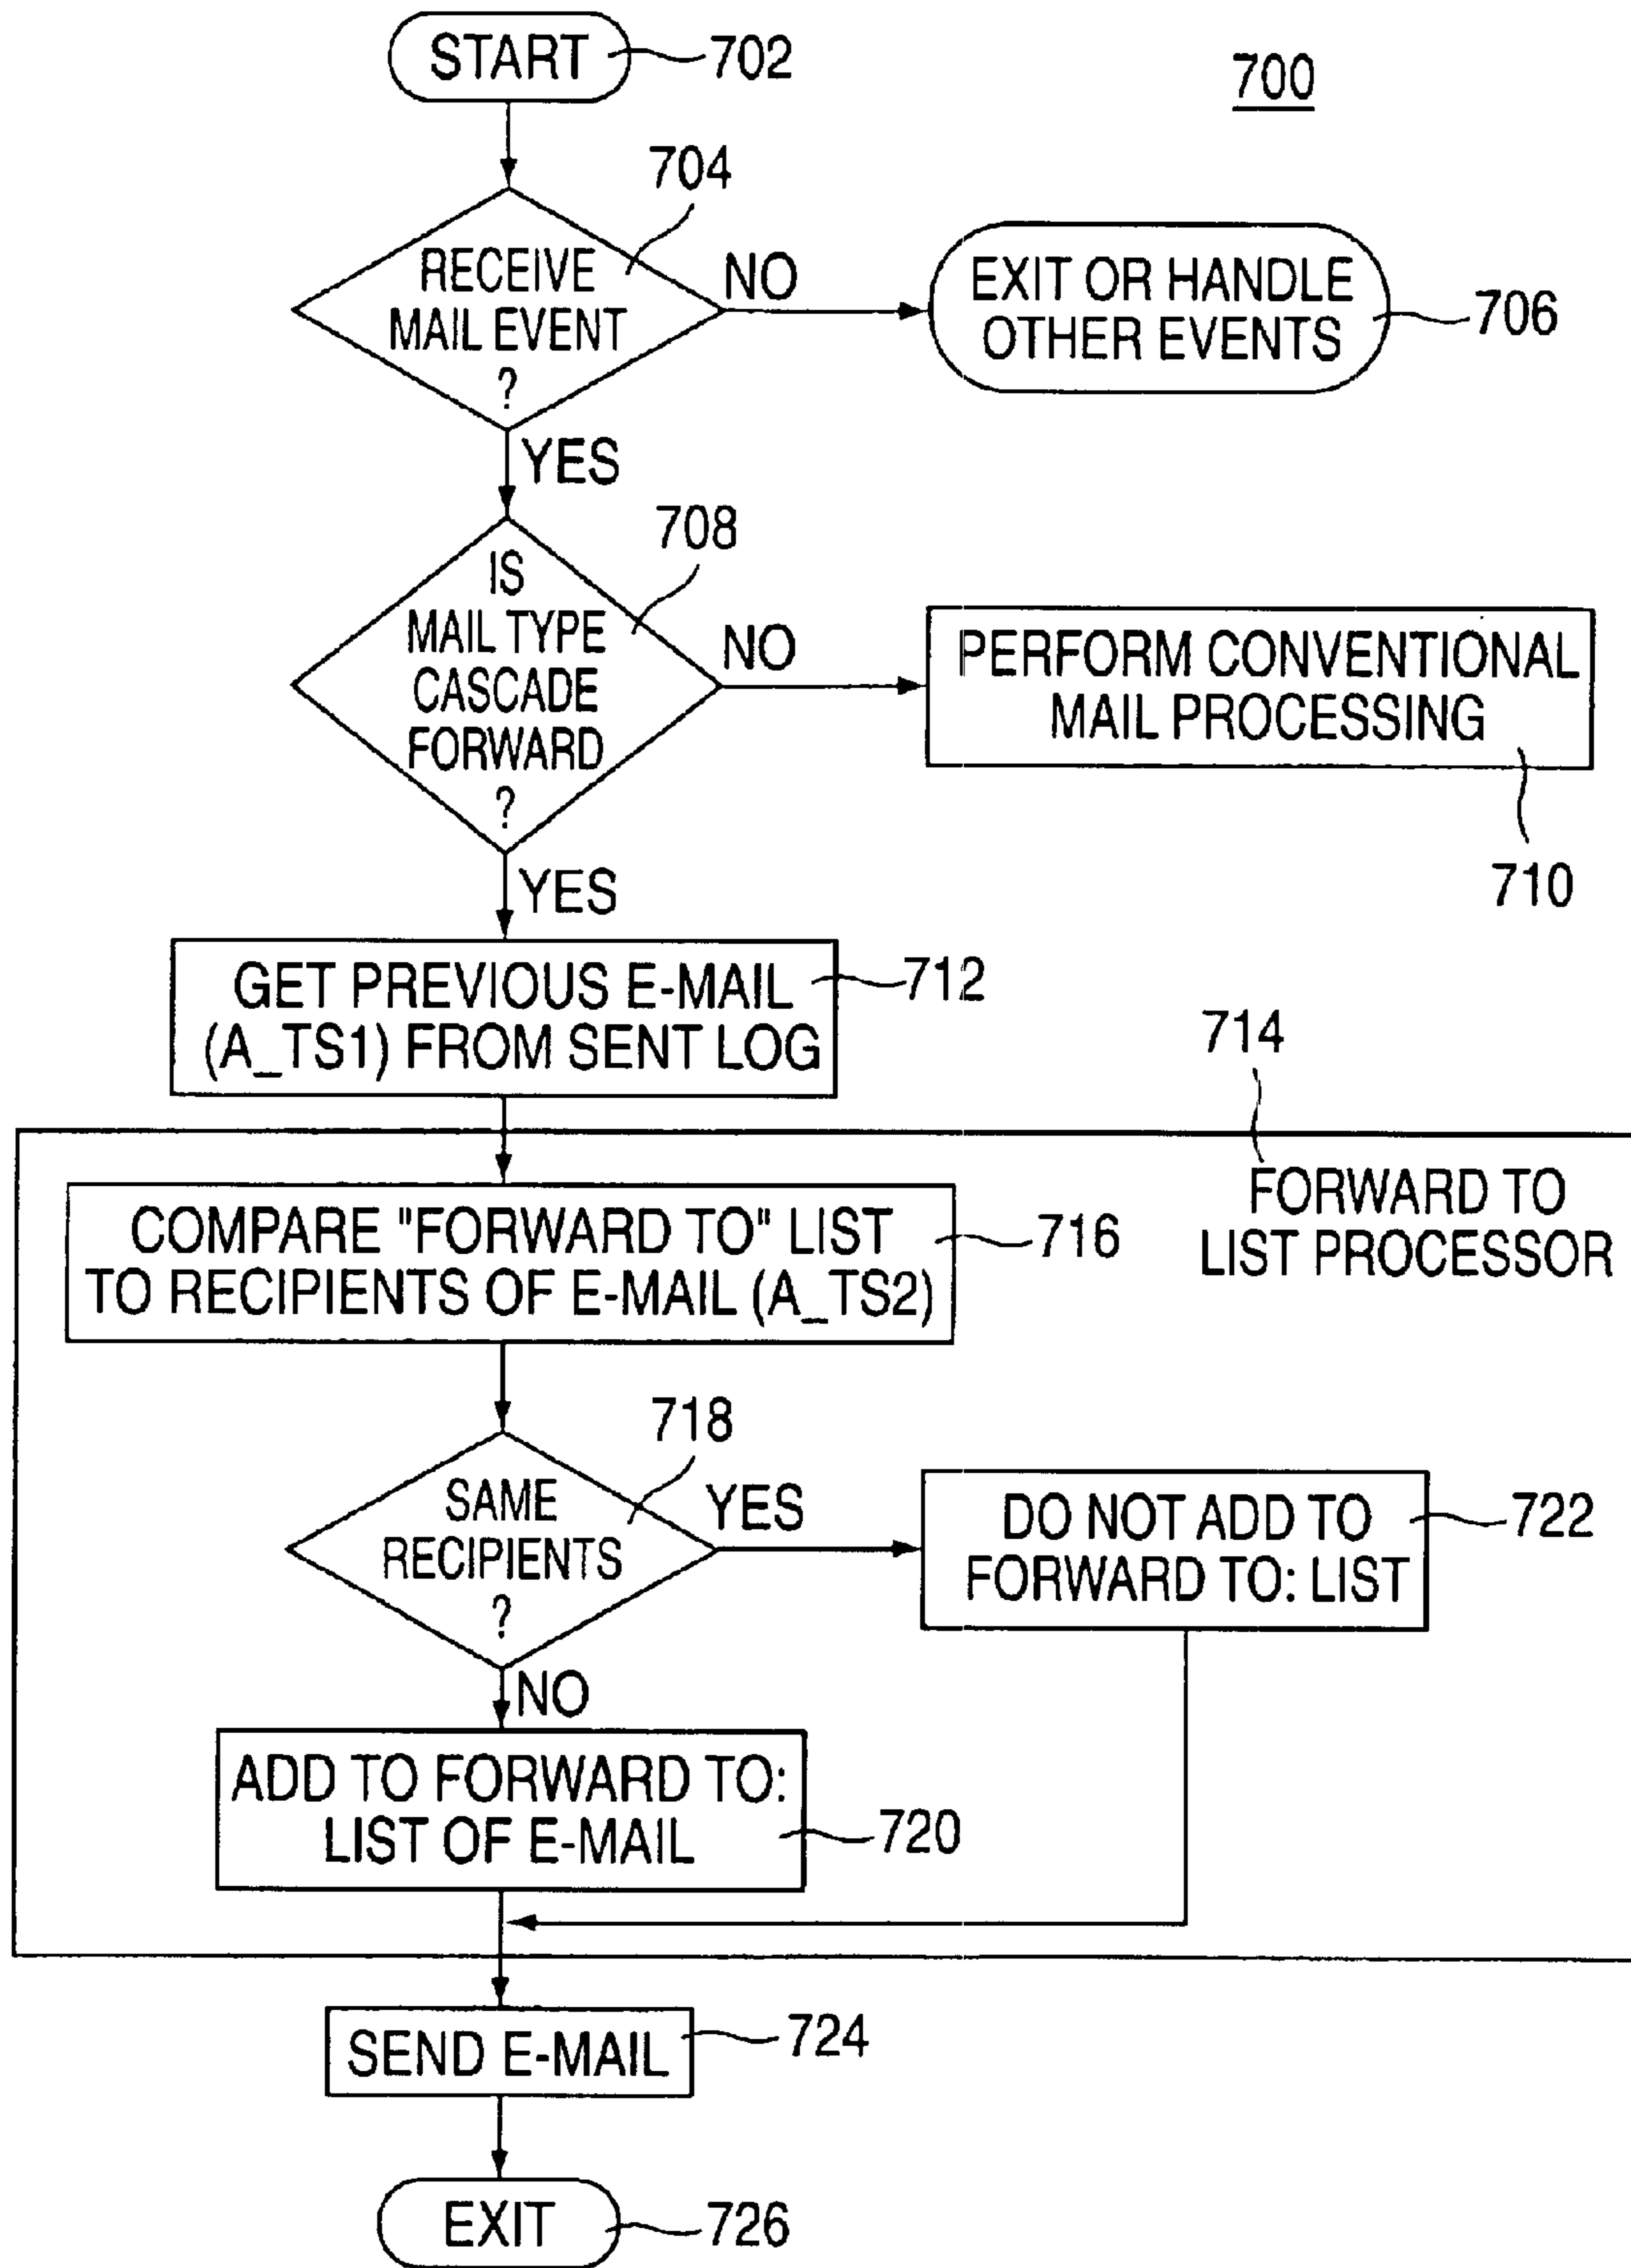 START
702
700
704
RECEIVE
MAIL EVENT
?
NO
EXIT OR HANDLE
OTHER EVENTS
706
YES
708
IS
MAIL TYPE
CASCADE
FORWARD
?
NO
PERFORM CONVENTIONAL
MAIL PROCESSING
710
YES
GET PREVIOUS E-MAIL
(A_TS1) FROM SENT LOG
712
714
FORWARD TO
LIST PROCESSOR
COMPARE "FORWARD TO" LIST
TO RECIPIENTS OF E-MAIL (A_TS2)
716
718
SAME
RECIPIENTS
?
YES
DO NOT ADD TO
FORWARD TO: LIST
722
NO
ADD TO FORWARD TO:
LIST OF E-MAIL
720
SEND E-MAIL
724
EXIT
726